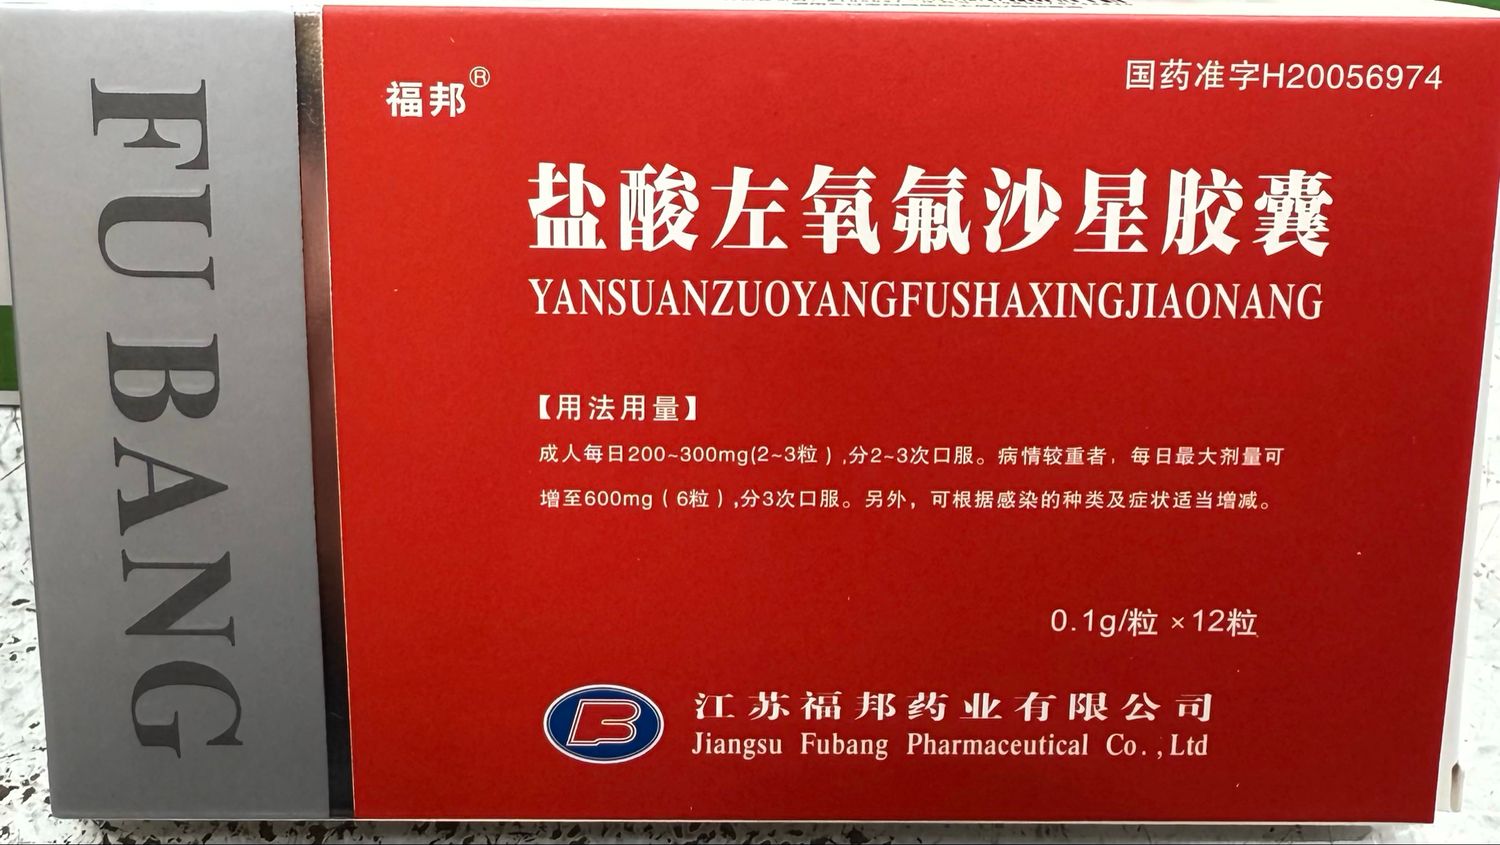 FUBANG
福邦®
国药准字H20056974
盐酸左氧氟沙星胶囊
YANSUANZUOYANGFUSHAXINGJIAONANG
【用法用量】
成人每日200~300mg(2~3粒）,分2~3次口服。病情较重者，每日最大剂量可
增至600mg（6粒）,分3次口服。另外，可根据感染的种类及症状适当增减。
0.1g/粒 ×12粒
B
江苏福邦药业有限公司
Jiangsu Fubang Pharmaceutical Co.,Ltd